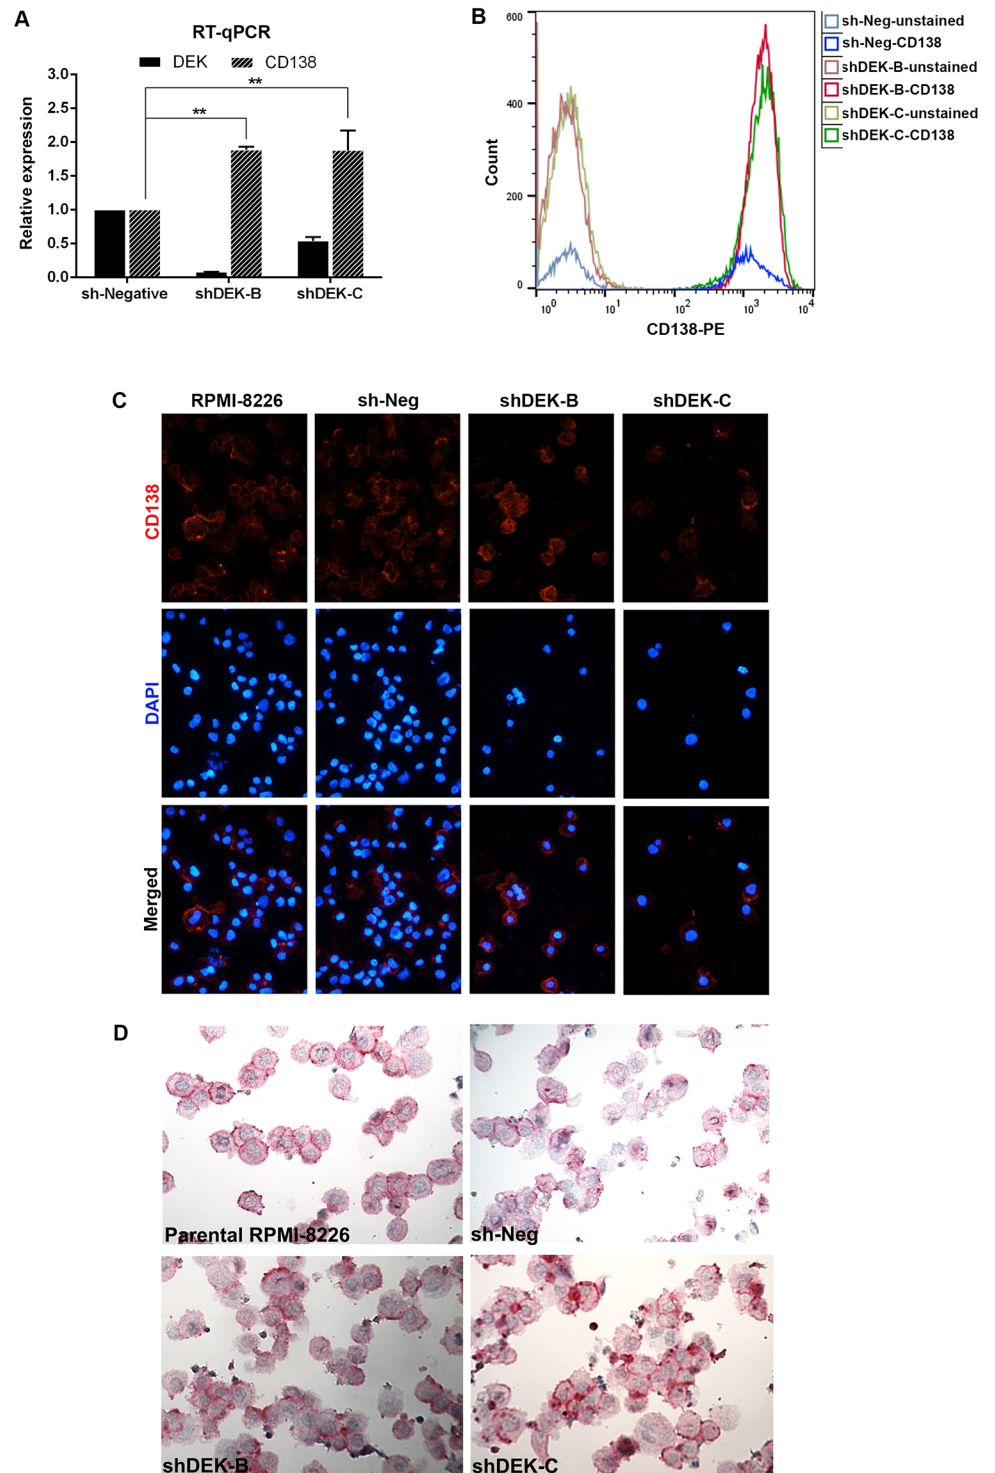 A
RT-qPCR
DEK
CD138
Relative expression
3.0
2.5
2.0
1.5
1.0
0.5
0.0
**
**
sh-Negative
shDEK-B
shDEK-C
B
Count
600
400
200
0
10^0
10^1
10^2
10^3
10^4
CD138-PE
sh-Neg-unstained
sh-Neg-CD138
shDEK-B-unstained
shDEK-B-CD138
shDEK-C-unstained
shDEK-C-CD138
C
RPMI-8226
sh-Neg
shDEK-B
shDEK-C
CD138
DAPI
Merged
D
Parental RPMI-8226
sh-Neg
shDEK-B
shDEK-C